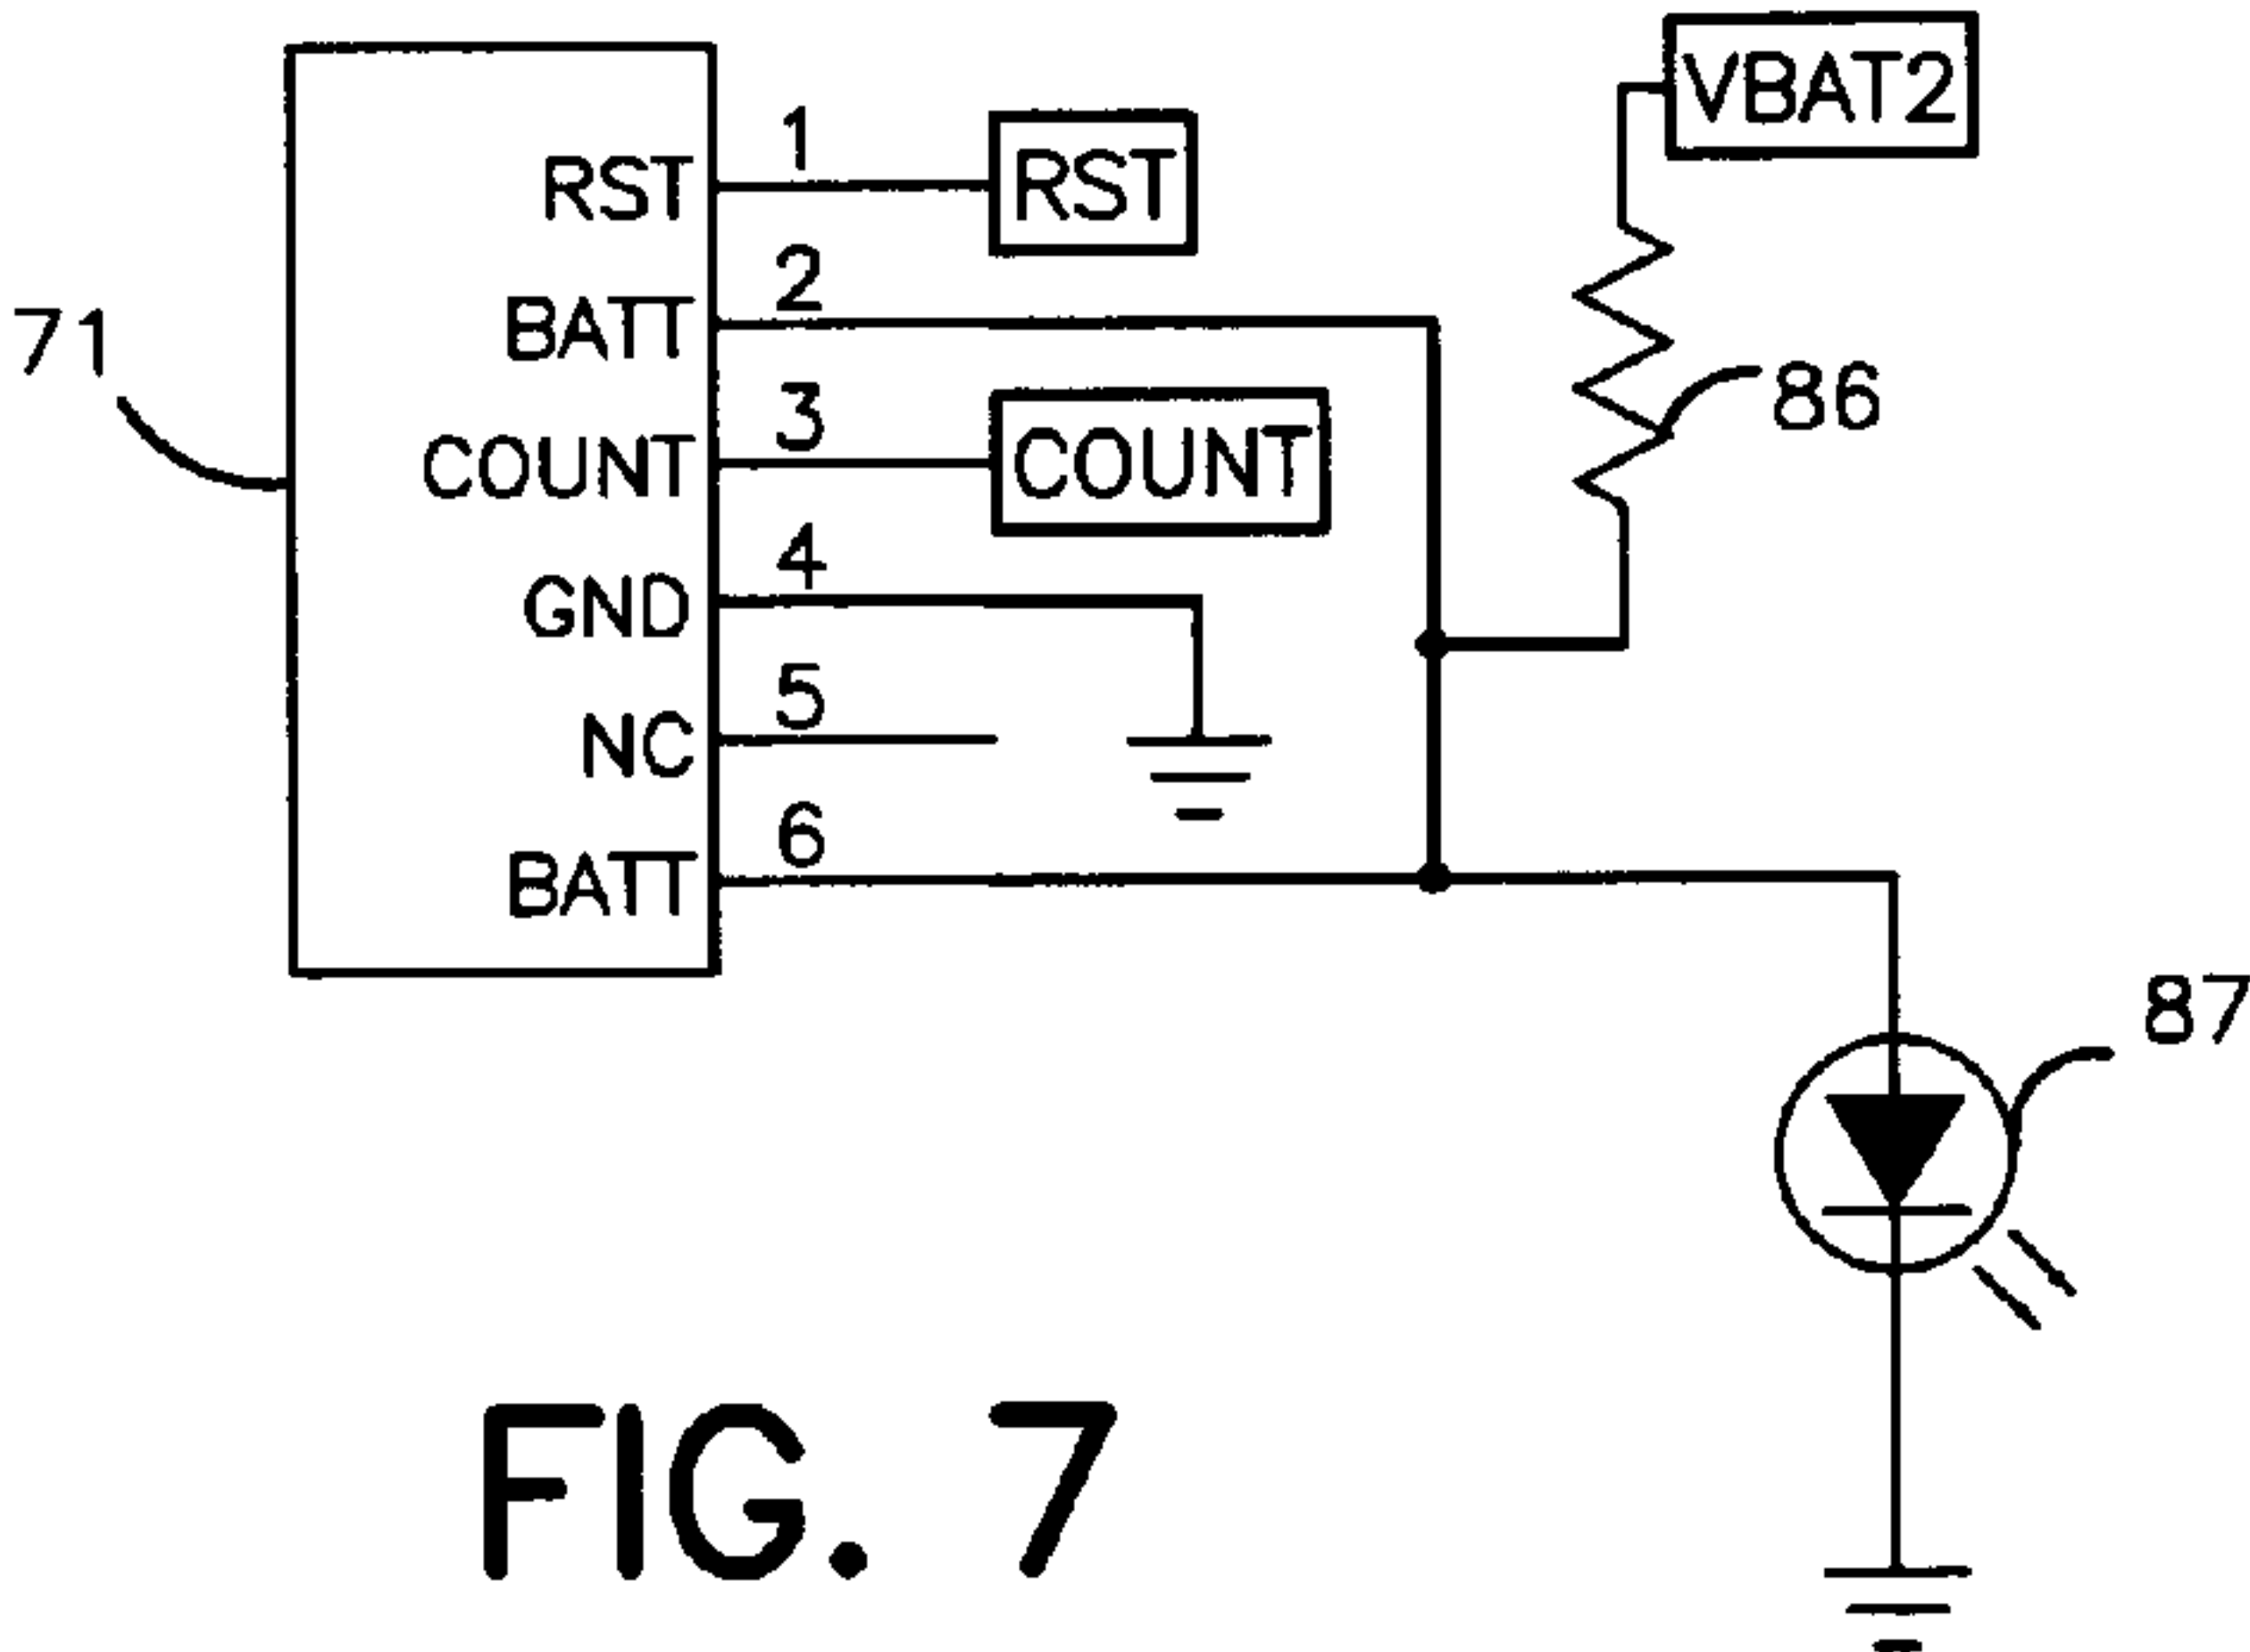 VBAT2
1
RST RST
2
BATT
71
3
86
COUNT COUNT
4
GND
5
NC
6
BATT
87
FIG. 7